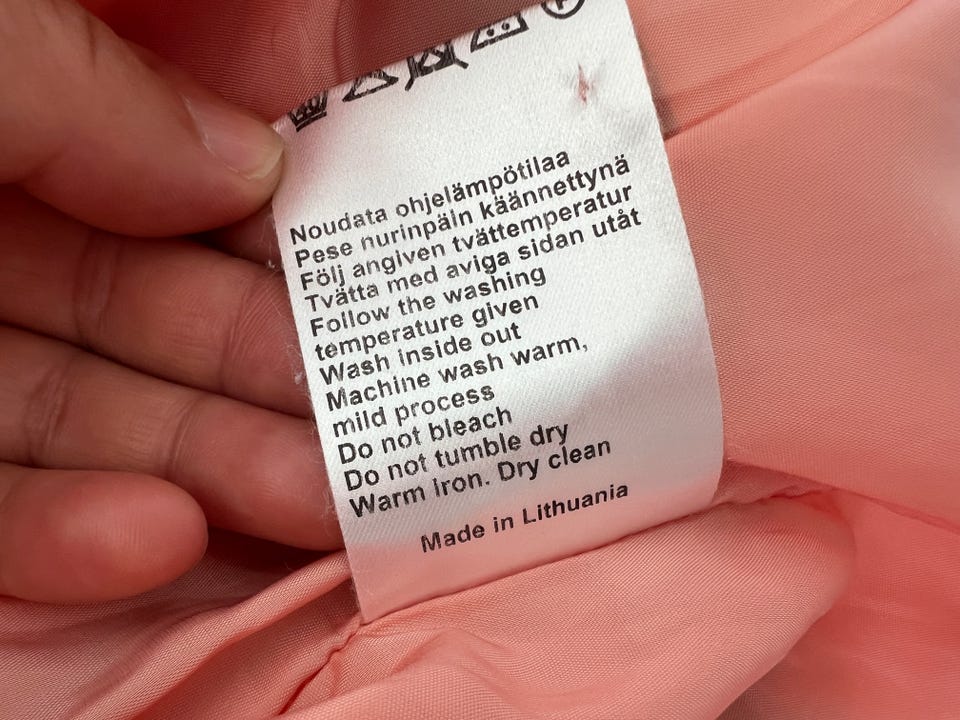 Noudata ohjelämpötilaa
Pese nurinpäin käännettynä
Följ angiven tvättemperatur
Tvätta med aviga sidan utåt
Follow the washing
temperature given
Wash inside out
Machine wash warm,
mild process
Do not bleach
Do not tumble dry
Warm iron. Dry clean
Made in Lithuania